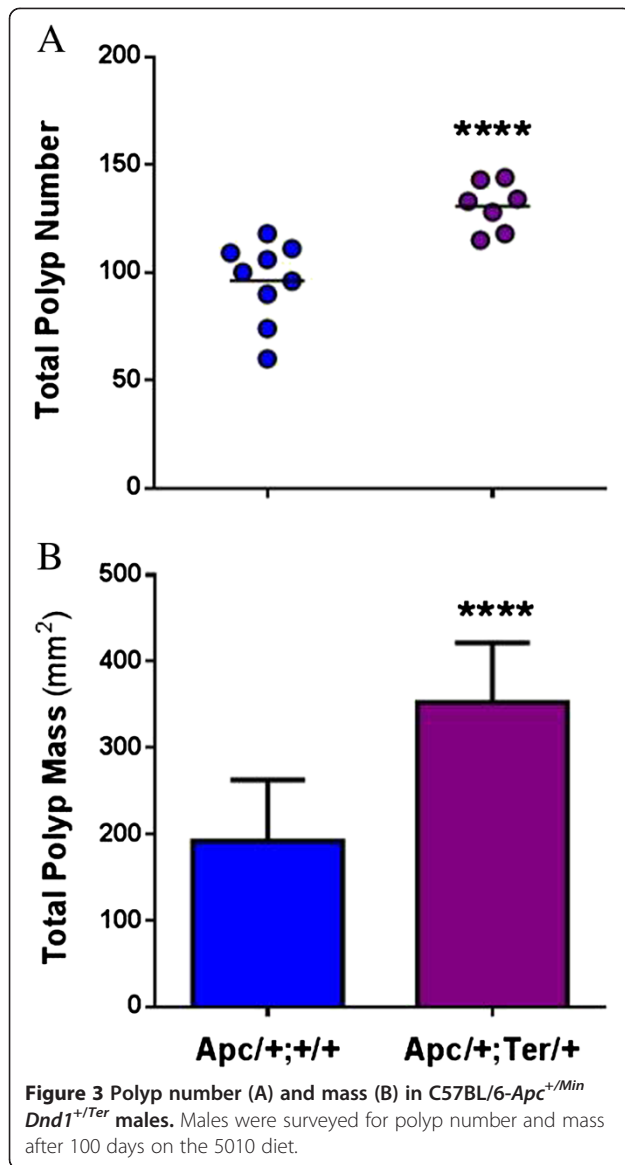 A
200
150
100
50
0
Total Polyp Number
****
B
500
400
300
200
100
0
Total Polyp Mass (mm²)
****
Apc/+;+/+ Apc/+;Ter/+
Figure 3 Polyp number (A) and mass (B) in C57BL/6-Apc+/Min
Dnd1+/Ter males. Males were surveyed for polyp number and mass
after 100 days on the 5010 diet.